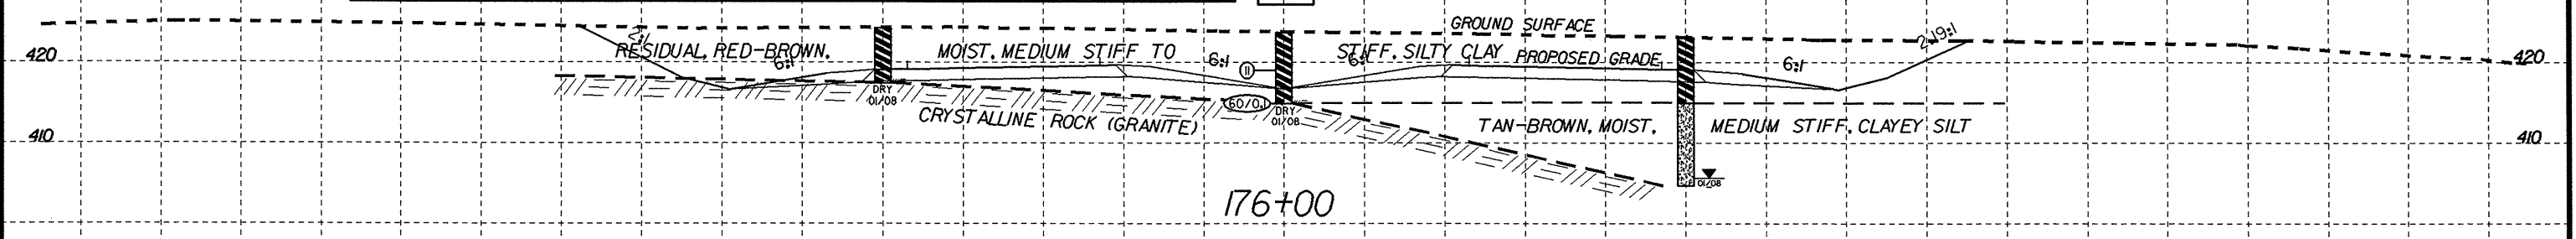 GROUND SURFACE
2:1
2.19:1
420 RESIDUAL, RED-BROWN, MOIST, MEDIUM STIFF TO STIFF, SILTY CLAY PROPOSED GRADE 420
6:1 6:1 6:1 6:1
11
DRY
01/08
60/0.1
DRY
01/08
CRYSTALLINE ROCK (GRANITE)
TAN-BROWN, MOIST, MEDIUM STIFF, CLAYEY SILT
410 410
01/08
176+00